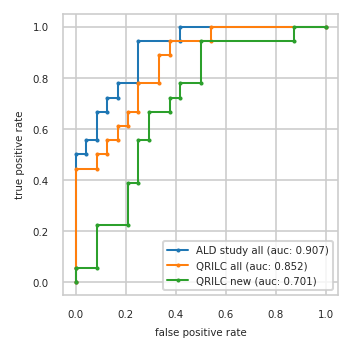 1.0
0.8
0.6
0.4
0.2
0.0
true positive rate
ALD study all (auc: 0.907)
QRILC all (auc: 0.852)
QRILC new (auc: 0.701)
0.0 0.2 0.4 0.6 0.8 1.0
false positive rate